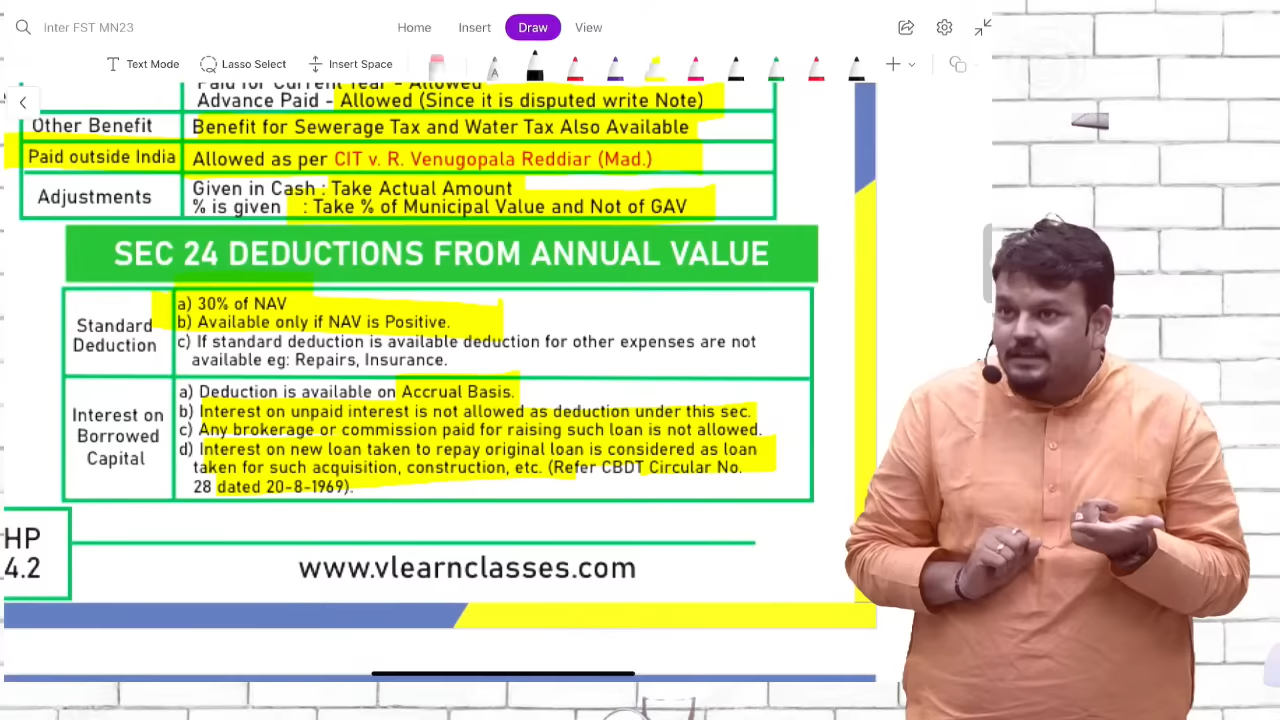 Inter FST MN23
Home
Insert
Draw
View
Text Mode
Lasso Select
Insert Space
Paid for Current Year - Allowed
Advance Paid - Allowed (Since it is disputed write Note)
Other Benefit
Benefit for Sewerage Tax and Water Tax Also Available
Paid outside India
Allowed as per CIT v. R. Venugopala Reddiar (Mad.)
Adjustments
Given in Cash : Take Actual Amount
% is given : Take % of Municipal Value and Not of GAV
SEC 24 DEDUCTIONS FROM ANNUAL VALUE
Standard
Deduction
a) 30% of NAV
b) Available only if NAV is Positive.
c) If standard deduction is available deduction for other expenses are not
available eg: Repairs, Insurance.
Interest on
Borrowed
Capital
a) Deduction is available on Accrual Basis.
b) Interest on unpaid interest is not allowed as deduction under this sec.
c) Any brokerage or commission paid for raising such loan is not allowed.
d) Interest on new loan taken to repay original loan is considered as loan
taken for such acquisition, construction, etc. (Refer CBDT Circular No.
28 dated 20-8-1969).
HP
4.2
www.vlearnclasses.com